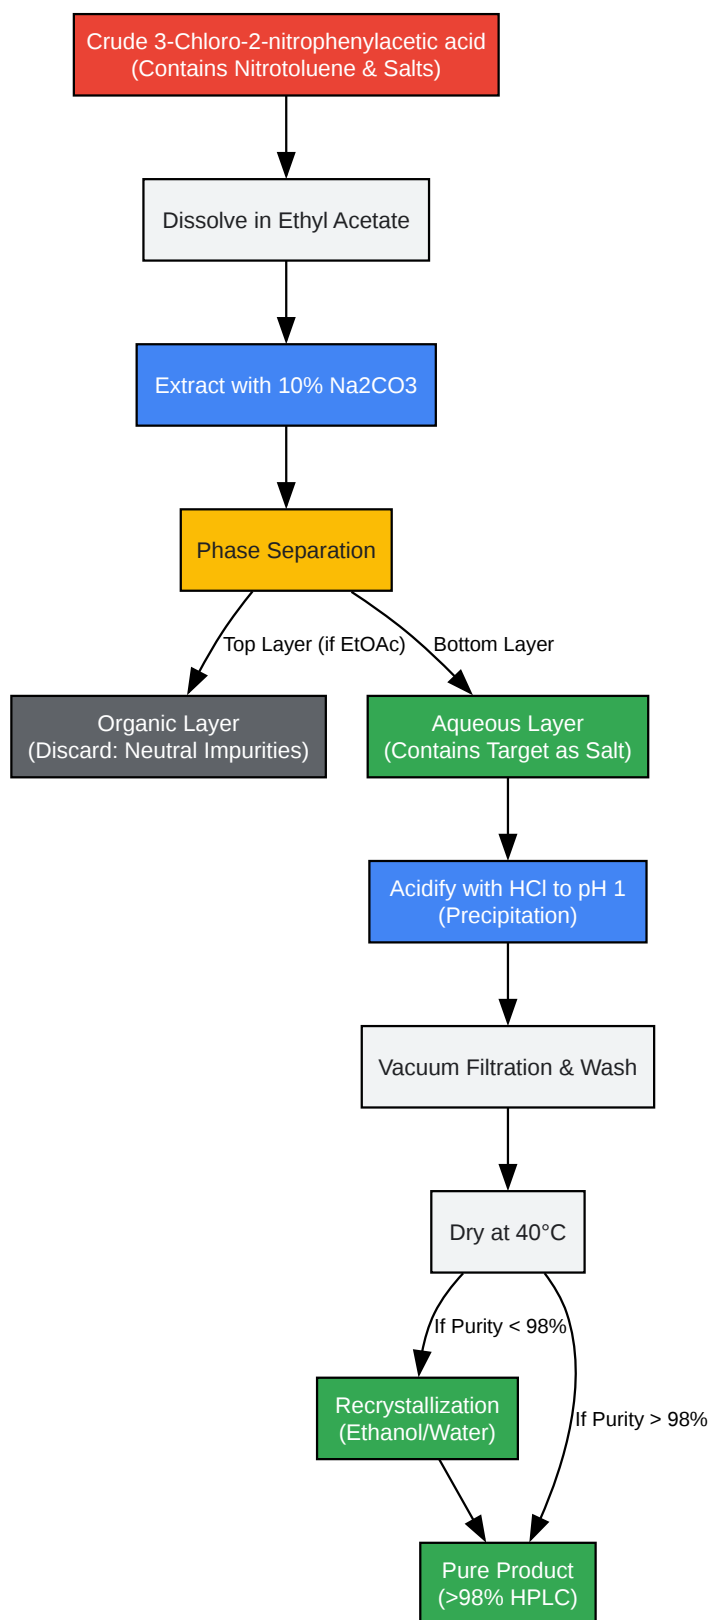 Crude 3-Chloro-2-nitrophenylacetic acid
(Contains Nitrotoluene & Salts)
Dissolve in Ethyl Acetate
Extract with 10% Na2CO3
Phase Separation
Top Layer (if EtOAc)
Bottom Layer
Organic Layer
(Discard: Neutral Impurities)
Aqueous Layer
(Contains Target as Salt)
Acidify with HCl to pH 1
(Precipitation)
Vacuum Filtration & Wash
Dry at 40°C
If Purity < 98%
Recrystallization
(Ethanol/Water)
If Purity > 98%
Pure Product
(>98% HPLC)